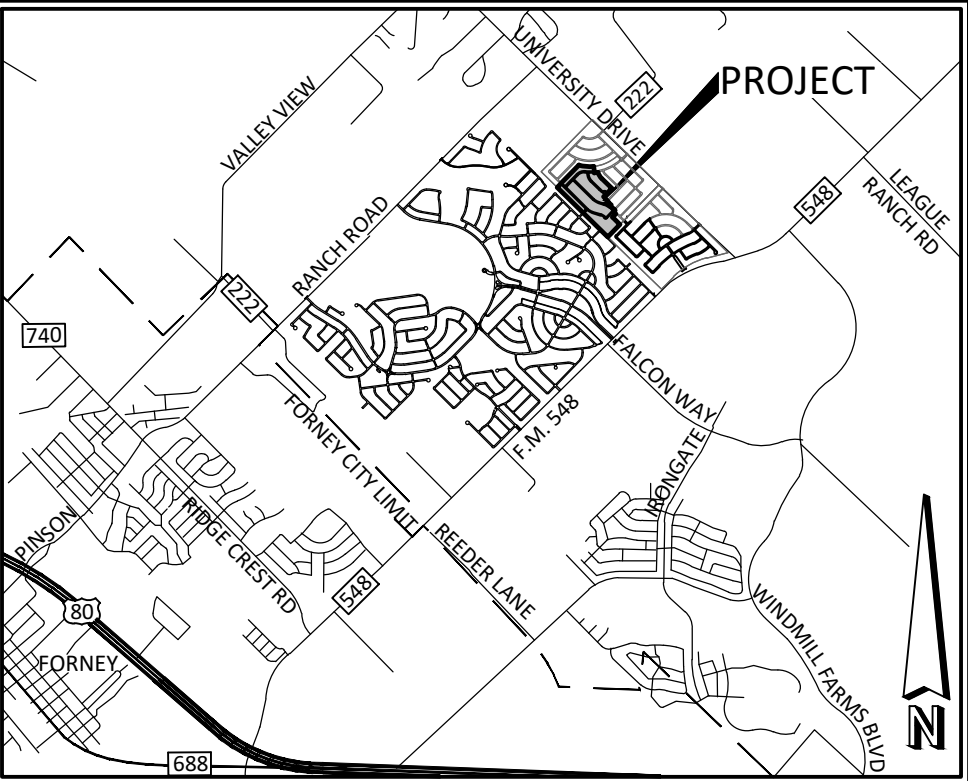 UNIVERSITY DRIVE
222
PROJECT
VALLEY VIEW
LEAGUE
RANCH RD
548
RANCH ROAD
222
740
FALCON WAY
F.M. 548
FORNEY CITY LIMIT
IRONGATE
PINSON
RIDGE CREST RD
REEDER LANE
548
WINDMILL FARMS BLVD
80
FORNEY
688
N